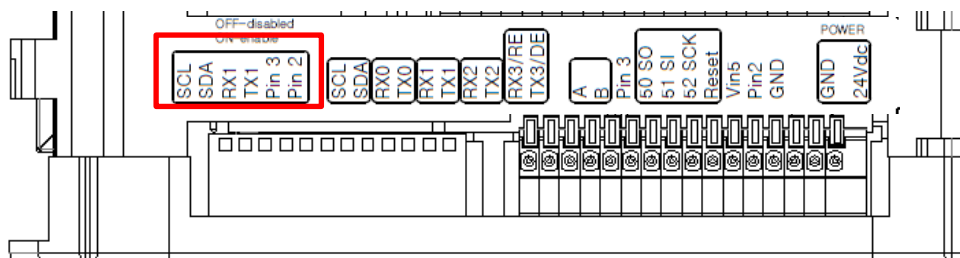 OFF-disabled
ON-enable
POWER
SCL
SDA
RX1
TX1
Pin 3
Pin 2
SCL
SDA
RX0
TX0
RX1
TX1
RX2
TX2
RX3/RE
TX3/DE
A
B
Pin 3
50 SO
51 SI
52 SCK
Reset
Vin5
Pin2
GND
GND
24Vdc